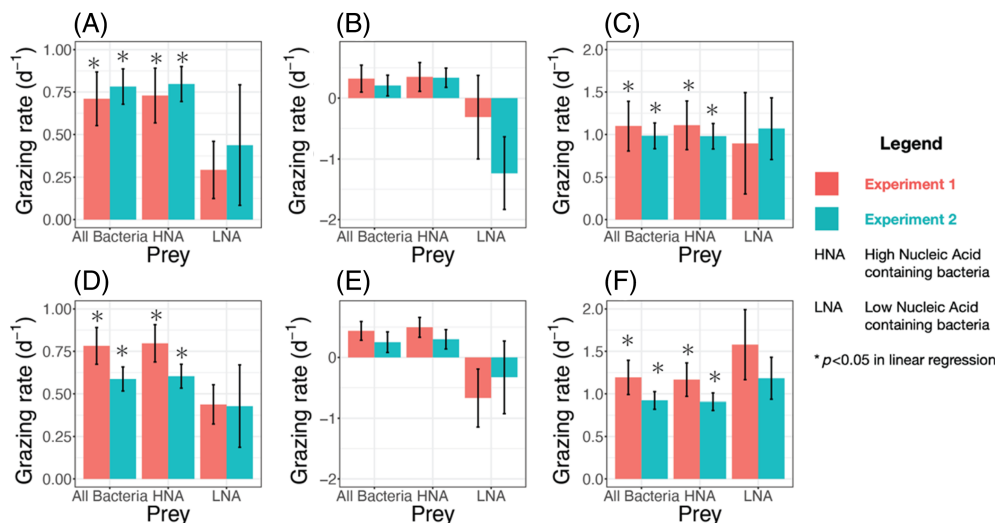 (A)
Grazing rate (d⁻¹)
1.00
0.75
0.50
0.25
0.00
* * * *
All Bacteria HNA LNA
Prey
(B)
Grazing rate (d⁻¹)
0
−1
−2
All Bacteria HNA LNA
Prey
(C)
Grazing rate (d⁻¹)
2.0
1.5
1.0
0.5
0.0
* * * *
All Bacteria HNA LNA
Prey
(D)
Grazing rate (d⁻¹)
1.00
0.75
0.50
0.25
0.00
* * * *
All Bacteria HNA LNA
Prey
(E)
Grazing rate (d⁻¹)
0
−1
−2
All Bacteria HNA LNA
Prey
(F)
Grazing rate (d⁻¹)
2.0
1.5
1.0
0.5
0.0
* * * *
All Bacteria HNA LNA
Prey
Legend
Experiment 1
Experiment 2
HNA High Nucleic Acid
containing bacteria
LNA Low Nucleic Acid
containing bacteria
* p<0.05 in linear regression